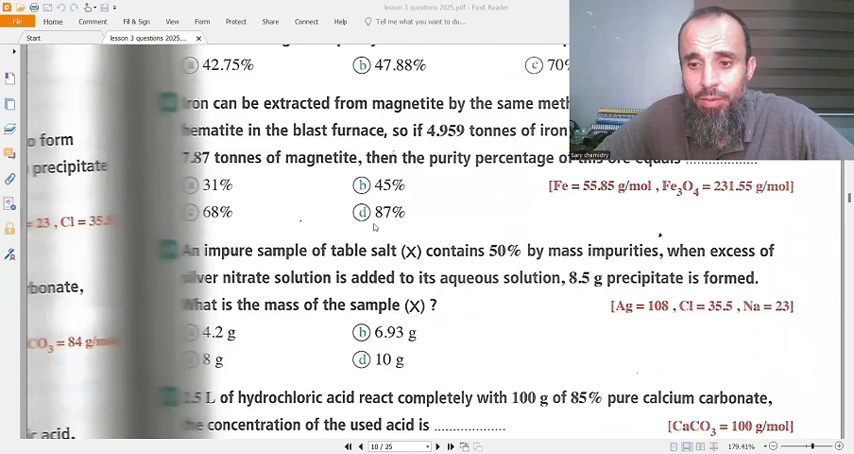 lesson 3 questions 2025.pdf - Foxit Reader
File
Home
Comment
Fill & Sign
View
Form
Protect
Share
Connect
Help
Tell me what you want to do...
Start
lesson 3 questions 2025....
a 42.75%
b 47.88%
c 70%
Iron can be extracted from magnetite by the same
hematite in the blast furnace, so if 4.959 tonnes of iron
7.87 tonnes of magnetite, then the purity percentage of this ore equals
Gary chamistry
a 31%
b 45%
[Fe = 55.85 g/mol , Fe3O4 = 231.55 g/mol]
c 68%
d 87%
An impure sample of table salt (X) contains 50% by mass impurities, when excess of
silver nitrate solution is added to its aqueous solution, 8.5 g precipitate is formed.
What is the mass of the sample (X) ?
[Ag = 108 , Cl = 35.5 , Na = 23]
a 4.2 g
b 6.93 g
8 g
d 10 g
2.5 L of hydrochloric acid react completely with 100 g of 85% pure calcium carbonate,
the concentration of the used acid is ...................
[CaCO3 = 100 g/mol]
o form
precipitate
= 23 , Cl = 35.5
rbonate,
CO3 = 84 g/mol
ic acid,
10 / 25
179.41%